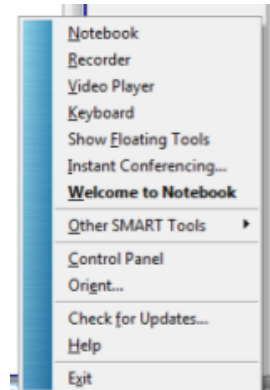 Notebook
Recorder
Video Player
Keyboard
Show Floating Tools
Instant Conferencing...
Welcome to Notebook
Other SMART Tools
Control Panel
Orient...
Check for Updates...
Help
Exit